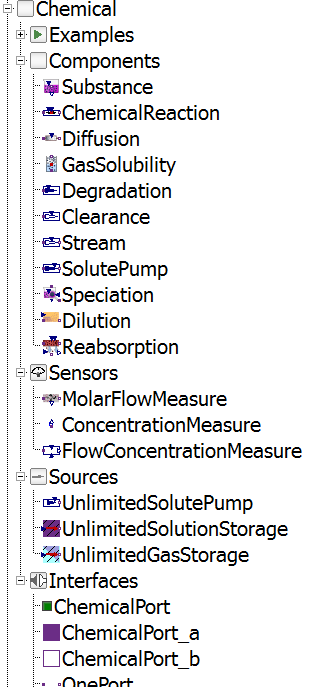 Chemical
Examples
Components
Substance
ChemicalReaction
Diffusion
GasSolubility
Degradation
Clearance
Stream
SolutePump
Speciation
Dilution
Reabsorption
Sensors
MolarFlowMeasure
ConcentrationMeasure
FlowConcentrationMeasure
Sources
UnlimitedSolutePump
UnlimitedSolutionStorage
UnlimitedGasStorage
Interfaces
ChemicalPort
ChemicalPort_a
ChemicalPort_b
OnePort